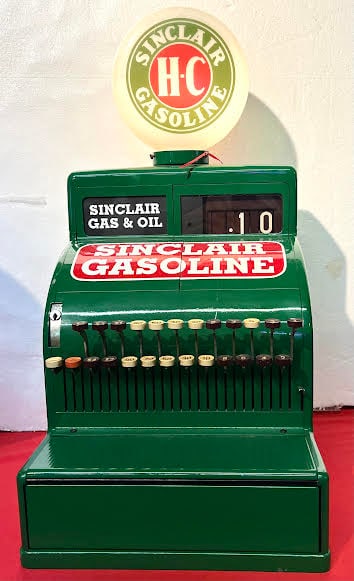 SINCLAIR
H-C
GASOLINE
SINCLAIR
GAS & OIL
.10
SINCLAIR
GASOLINE